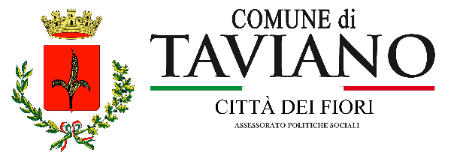 COMUNE di
TAVIANO
CITTÀ DEI FIORI
ASSESSORATO POLITICHE SOCIALI